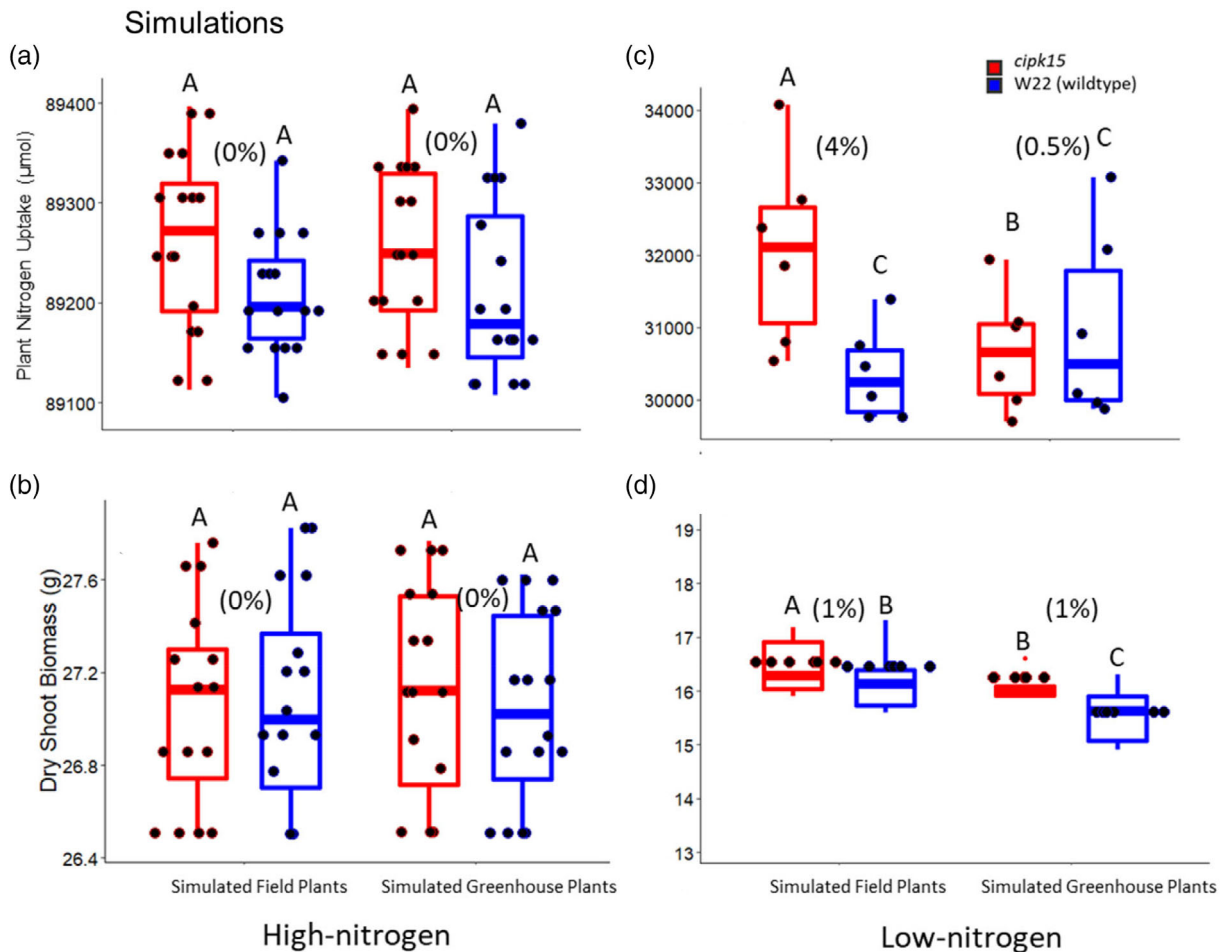 Simulations
(a)
Plant Nitrogen Uptake (µmol)
89400
89300
89200
89100
A
(0%)
A
A
(0%)
A
(c)
cipk15
W22 (wildtype)
34000
33000
32000
31000
30000
A
(4%)
C
B
(0.5%)
C
(b)
Dry Shoot Biomass (g)
27.6
27.2
26.8
26.4
A
(0%)
A
A
(0%)
A
Simulated Field Plants
Simulated Greenhouse Plants
High-nitrogen
(d)
19
18
17
16
15
14
13
A
(1%)
B
B
(1%)
C
Simulated Field Plants
Simulated Greenhouse Plants
Low-nitrogen